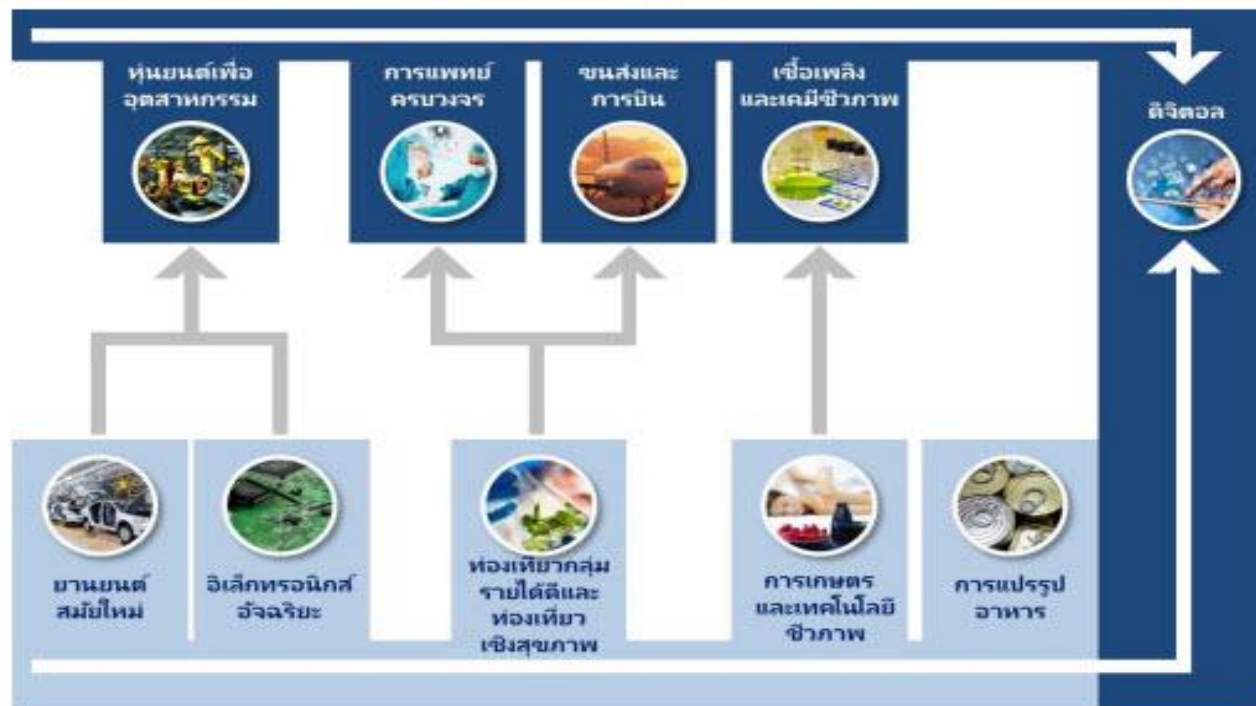 หุ่นยนต์เพื่อ
อุตสาหกรรม
การแพทย์
ครบวงจร
ขนส่งและ
การบิน
เชื้อเพลิง
และเคมีชีวภาพ
ดิจิตอล
ยานยนต์
สมัยใหม่
อิเล็กทรอนิกส์
อัจฉริยะ
ท่องเที่ยวกลุ่ม
รายได้ดีและ
ท่องเที่ยว
เชิงสุขภาพ
การเกษตร
และเทคโนโลยี
ชีวภาพ
การแปรรูป
อาหาร